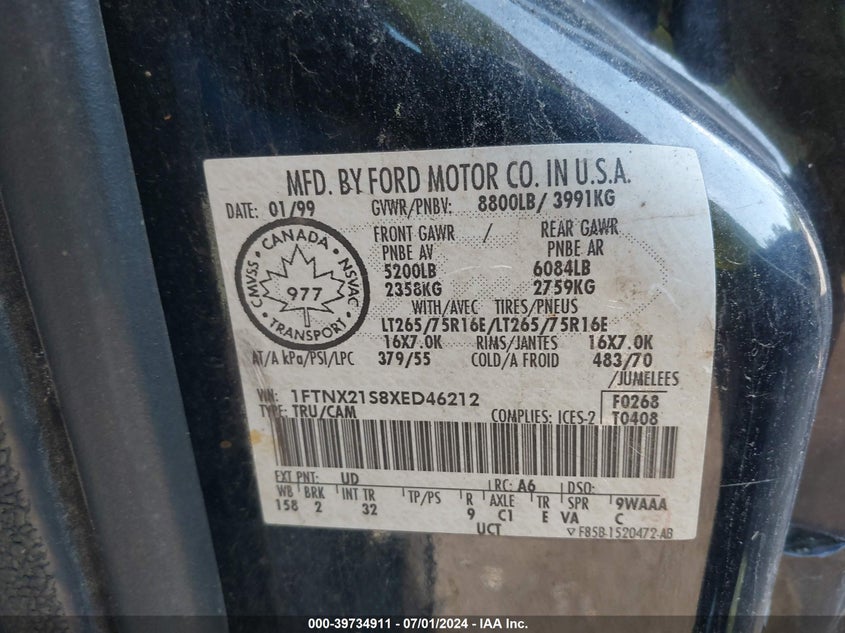 MFD. BY FORD MOTOR CO. IN U.S.A.
DATE: 01/99 GVWR/PNBV: 8800LB/ 3991KG
CMVSS CANADA NSVAC
977
TRANSPORT
FRONT GAWR / REAR GAWR
PNBE AV PNBE AR
5200LB 6084LB
2358KG 2759KG
WITH/AVEC TIRES/PNEUS
LT265/75R16E/LT265/75R16E
16X7.0K RIMS/JANTES 16X7.0K
AT/A kPa/PSI/LPC 379/55 COLD/A FROID 483/70
/JUMELEES
VIN: 1FTNX21S8XED46212 F0268
TYPE: TRU/CAM COMPLIES: ICES-2 T0408
EXT PNT: UD RC: A6 DSO:
WB BRK INT TR TP/PS R AXLE TR SPR 9WAAA
158 2 32 9 C1 E VA C
UCT F85B-1520472-AB
000-39734911 - 07/01/2024 - IAA Inc.